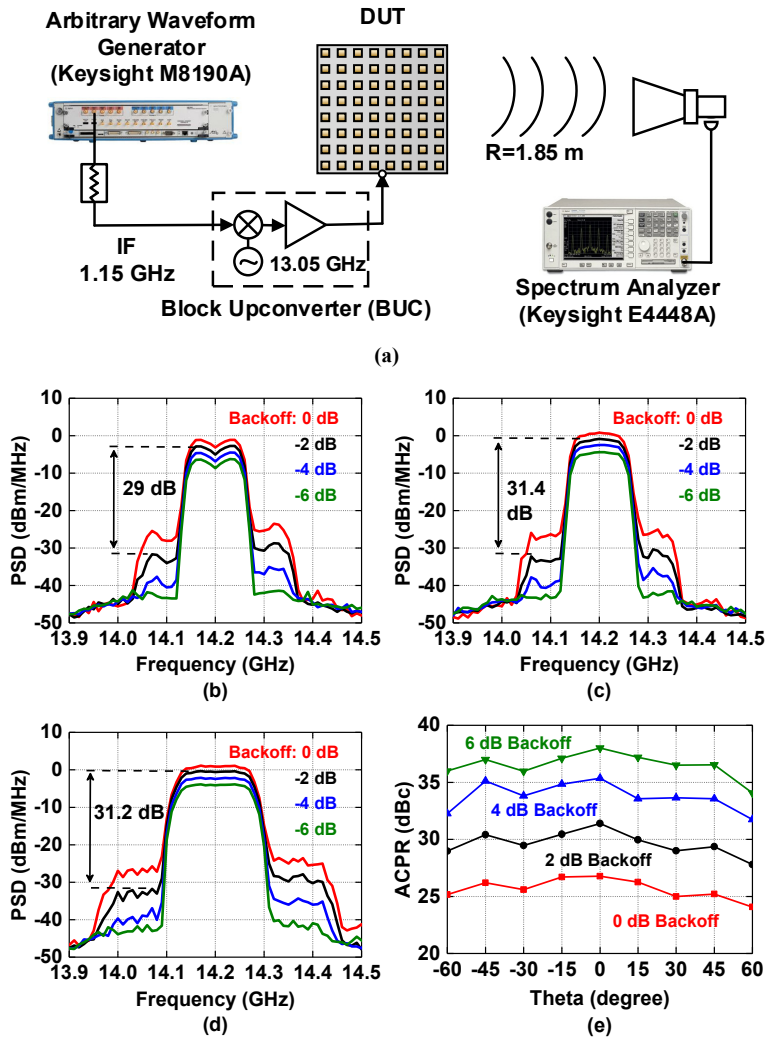 Arbitrary Waveform
Generator
(Keysight M8190A)
DUT
R=1.85 m
IF
1.15 GHz
13.05 GHz
Block Upconverter (BUC)
Spectrum Analyzer
(Keysight E4448A)
(a)
PSD (dBm/MHz)
10
0
-10
-20
-30
-40
-50
Backoff: 0 dB
-2 dB
-4 dB
-6 dB
29 dB
13.9 14.0 14.1 14.2 14.3 14.4 14.5
Frequency (GHz)
(b)
PSD (dBm/MHz)
10
0
-10
-20
-30
-40
-50
Backoff: 0 dB
-2 dB
-4 dB
-6 dB
31.4
dB
13.9 14.0 14.1 14.2 14.3 14.4 14.5
Frequency (GHz)
(c)
PSD (dBm/MHz)
10
0
-10
-20
-30
-40
-50
Backoff: 0 dB
-2 dB
-4 dB
-6 dB
31.2 dB
13.9 14.0 14.1 14.2 14.3 14.4 14.5
Frequency (GHz)
(d)
ACPR (dBc)
40
35
30
25
20
6 dB Backoff
4 dB Backoff
2 dB Backoff
0 dB Backoff
-60 -45 -30 -15 0 15 30 45 60
Theta (degree)
(e)